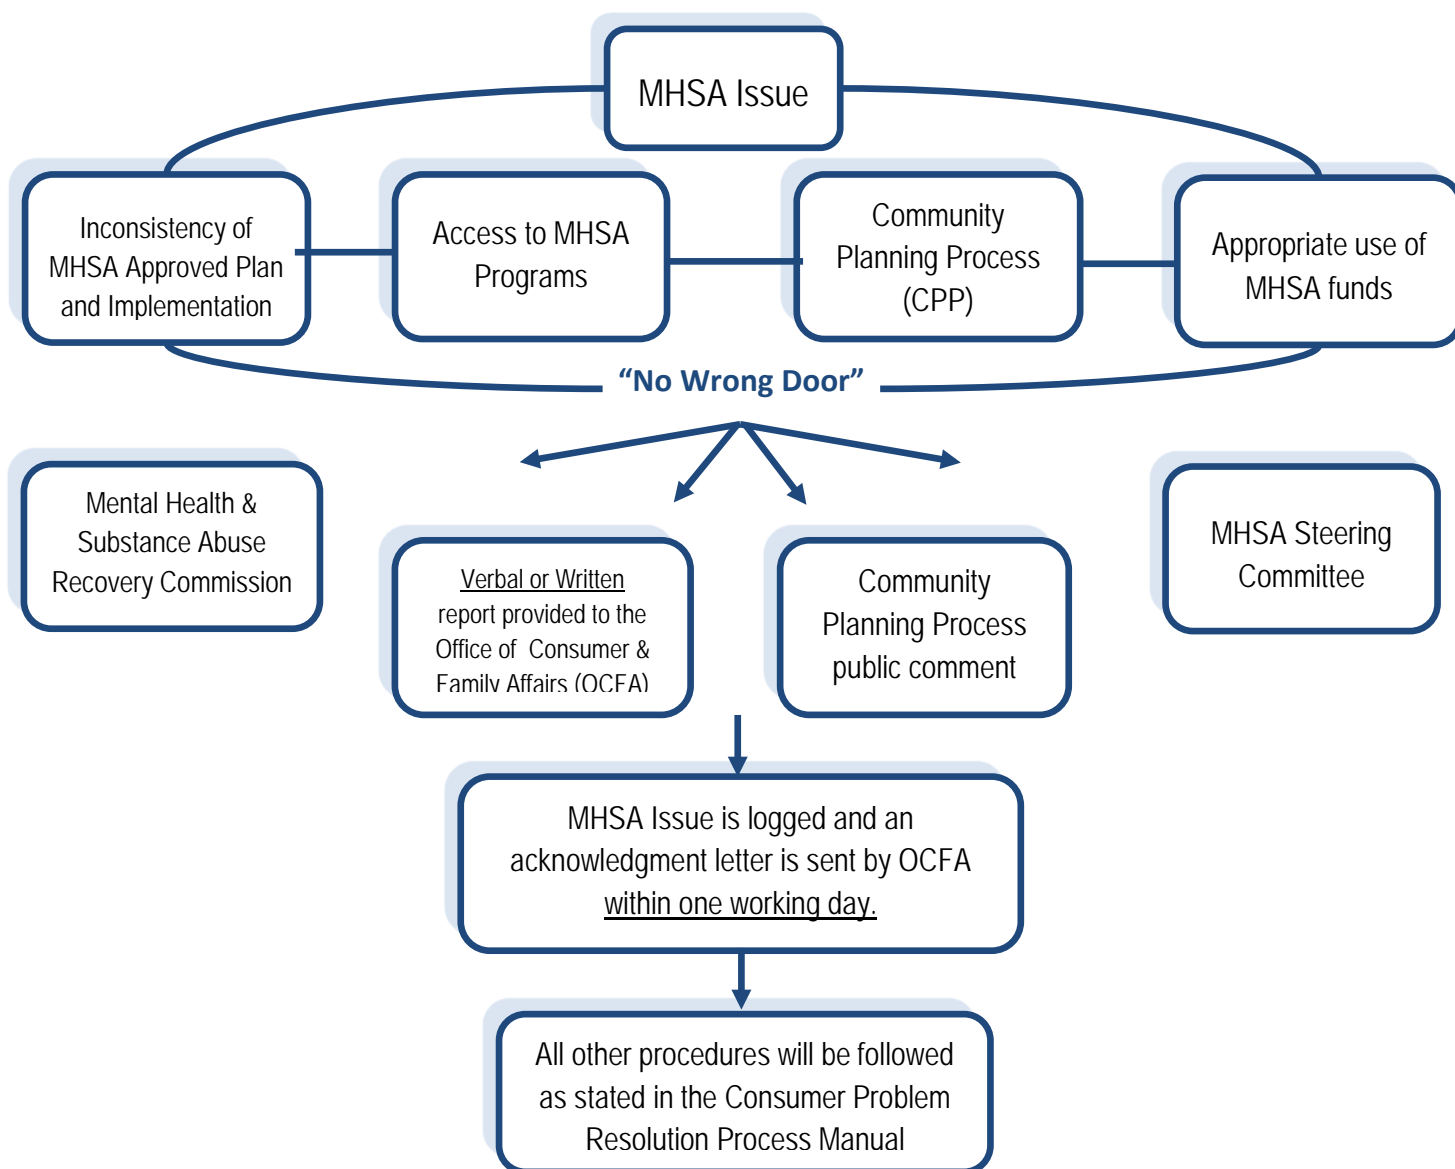 MHSA Issue
Inconsistency of
MHSA Approved Plan
and Implementation
Access to MHSA
Programs
Community
Planning Process
(CPP)
Appropriate use of
MHSA funds
“No Wrong Door”
Mental Health &
Substance Abuse
Recovery Commission
Verbal or Written
report provided to the
Office of Consumer &
Family Affairs (OCFA)
Community
Planning Process
public comment
MHSA Steering
Committee
MHSA Issue is logged and an
acknowledgment letter is sent by OCFA
within one working day.
All other procedures will be followed
as stated in the Consumer Problem
Resolution Process Manual